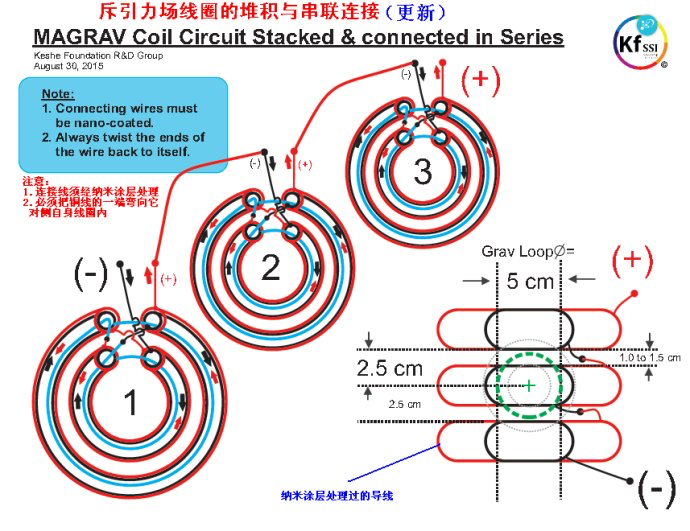 斥引力场线圈的堆积与串联连接（更新）
MAGRAV Coil Circuit Stacked & connected in Series
Keshe Foundation R&D Group
August 30, 2015
Kf SSI
©
Note:
1. Connecting wires must
be nano-coated.
2. Always twist the ends of
the wire back to itself.
注意：
1.连接线须经纳米涂层处理
2.必须把铜线的一端弯向它
对侧自身线圈内
(-)
(+)
3
(-)
(+)
2
(-)
(+)
1
Grav LoopØ=
5 cm
(+)
1.0 to 1.5 cm
2.5 cm
2.5 cm
(-)
纳米涂层处理过的导线